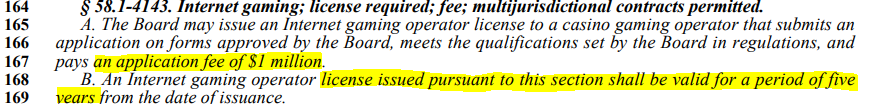 164 § 58.1-4143. Internet gaming; license required; fee; multijurisdictional contracts permitted.
165 A. The Board may issue an Internet gaming operator license to a casino gaming operator that submits an
166 application on forms approved by the Board, meets the qualifications set by the Board in regulations, and
167 pays an application fee of $1 million.
168 B. An Internet gaming operator license issued pursuant to this section shall be valid for a period of five
169 years from the date of issuance.